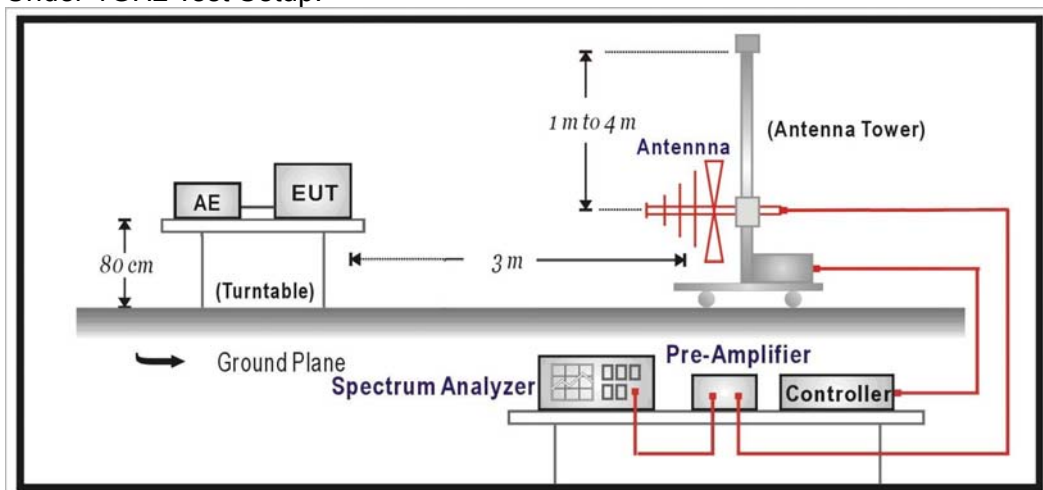 1 m to 4 m
(Antenna Tower)
Antennna
AE
EUT
80 cm
3 m
(Turntable)
Ground Plane
Pre-Amplifier
Spectrum Analyzer
Controller